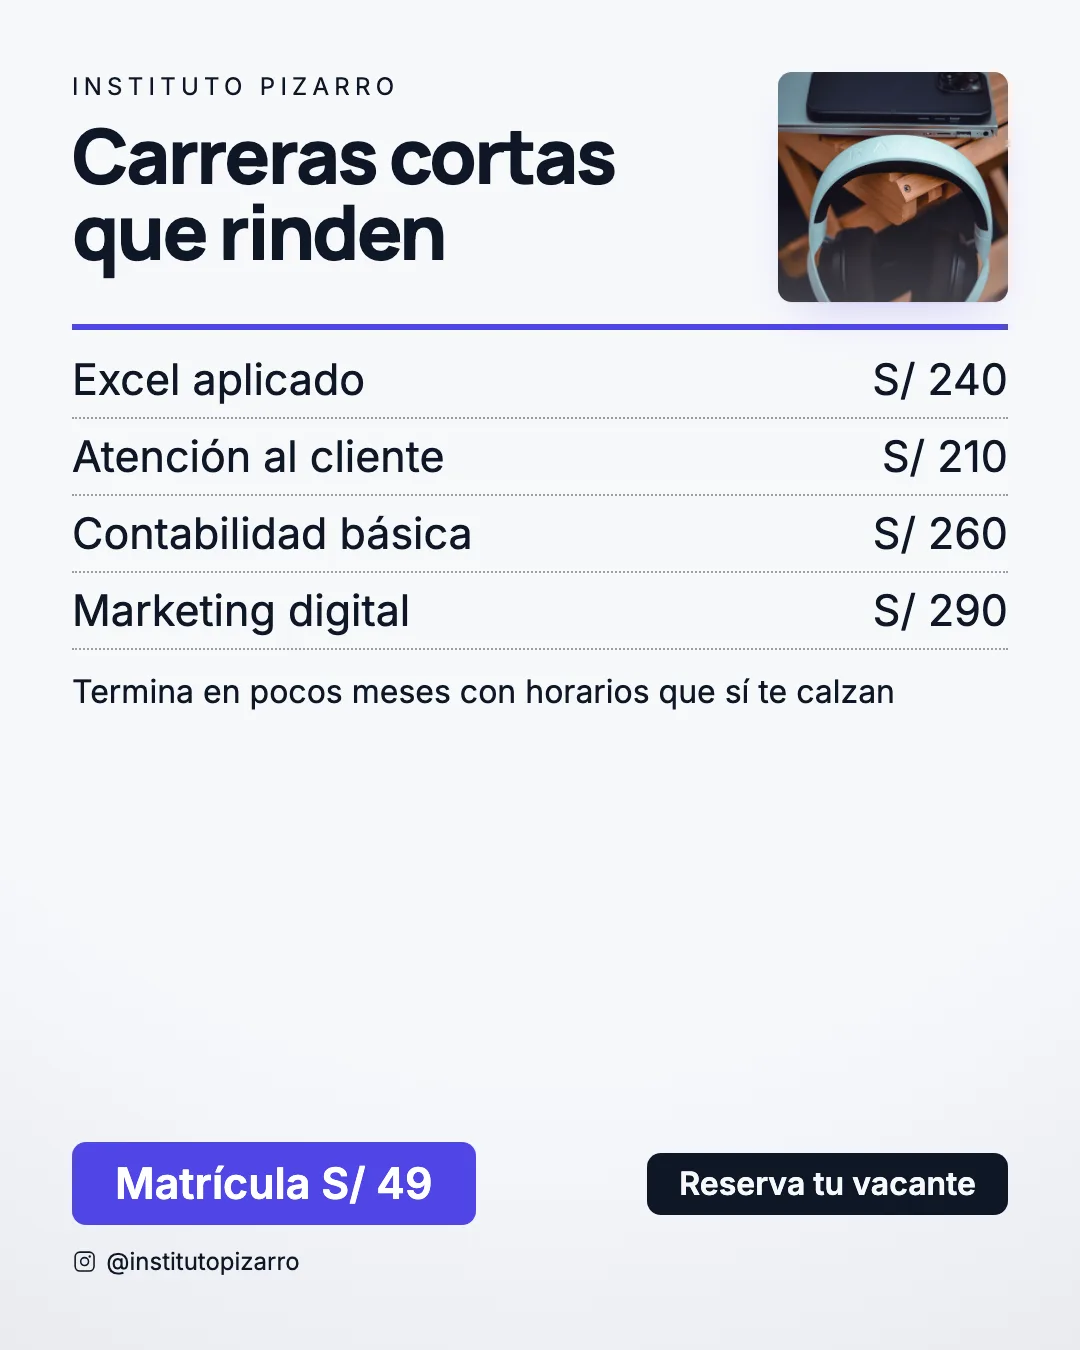 INSTITUTO PIZARRO
Carreras cortas
que rinden
Excel aplicado S/ 240
Atención al cliente S/ 210
Contabilidad básica S/ 260
Marketing digital S/ 290
Termina en pocos meses con horarios que sí te calzan
Matrícula S/ 49
Reserva tu vacante
@institutopizarro